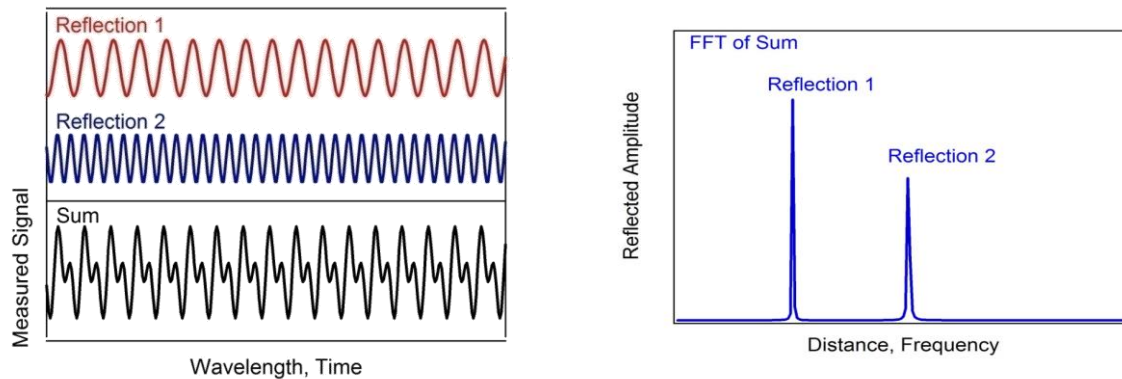 Reflection 1
Reflection 2
Sum
Measured Signal
Wavelength, Time
FFT of Sum
Reflection 1
Reflection 2
Reflected Amplitude
Distance, Frequency